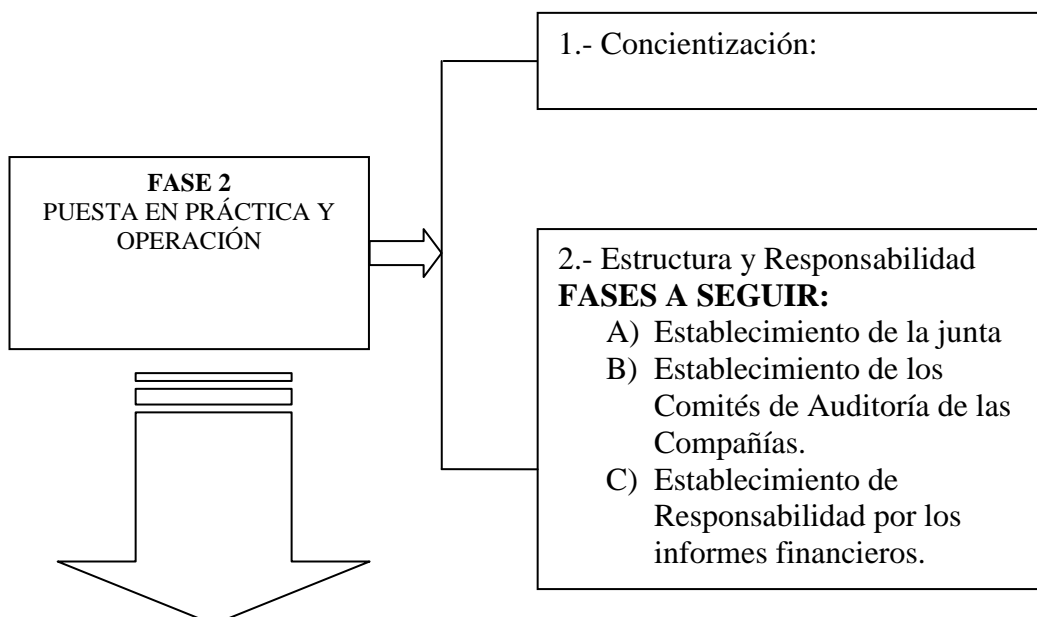 1.- Concientización:
FASE 2
PUESTA EN PRÁCTICA Y
OPERACIÓN
2.- Estructura y Responsabilidad
FASES A SEGUIR:
A) Establecimiento de la junta
B) Establecimiento de los
Comités de Auditoría de las
Compañías.
C) Establecimiento de
Responsabilidad por los
informes financieros.